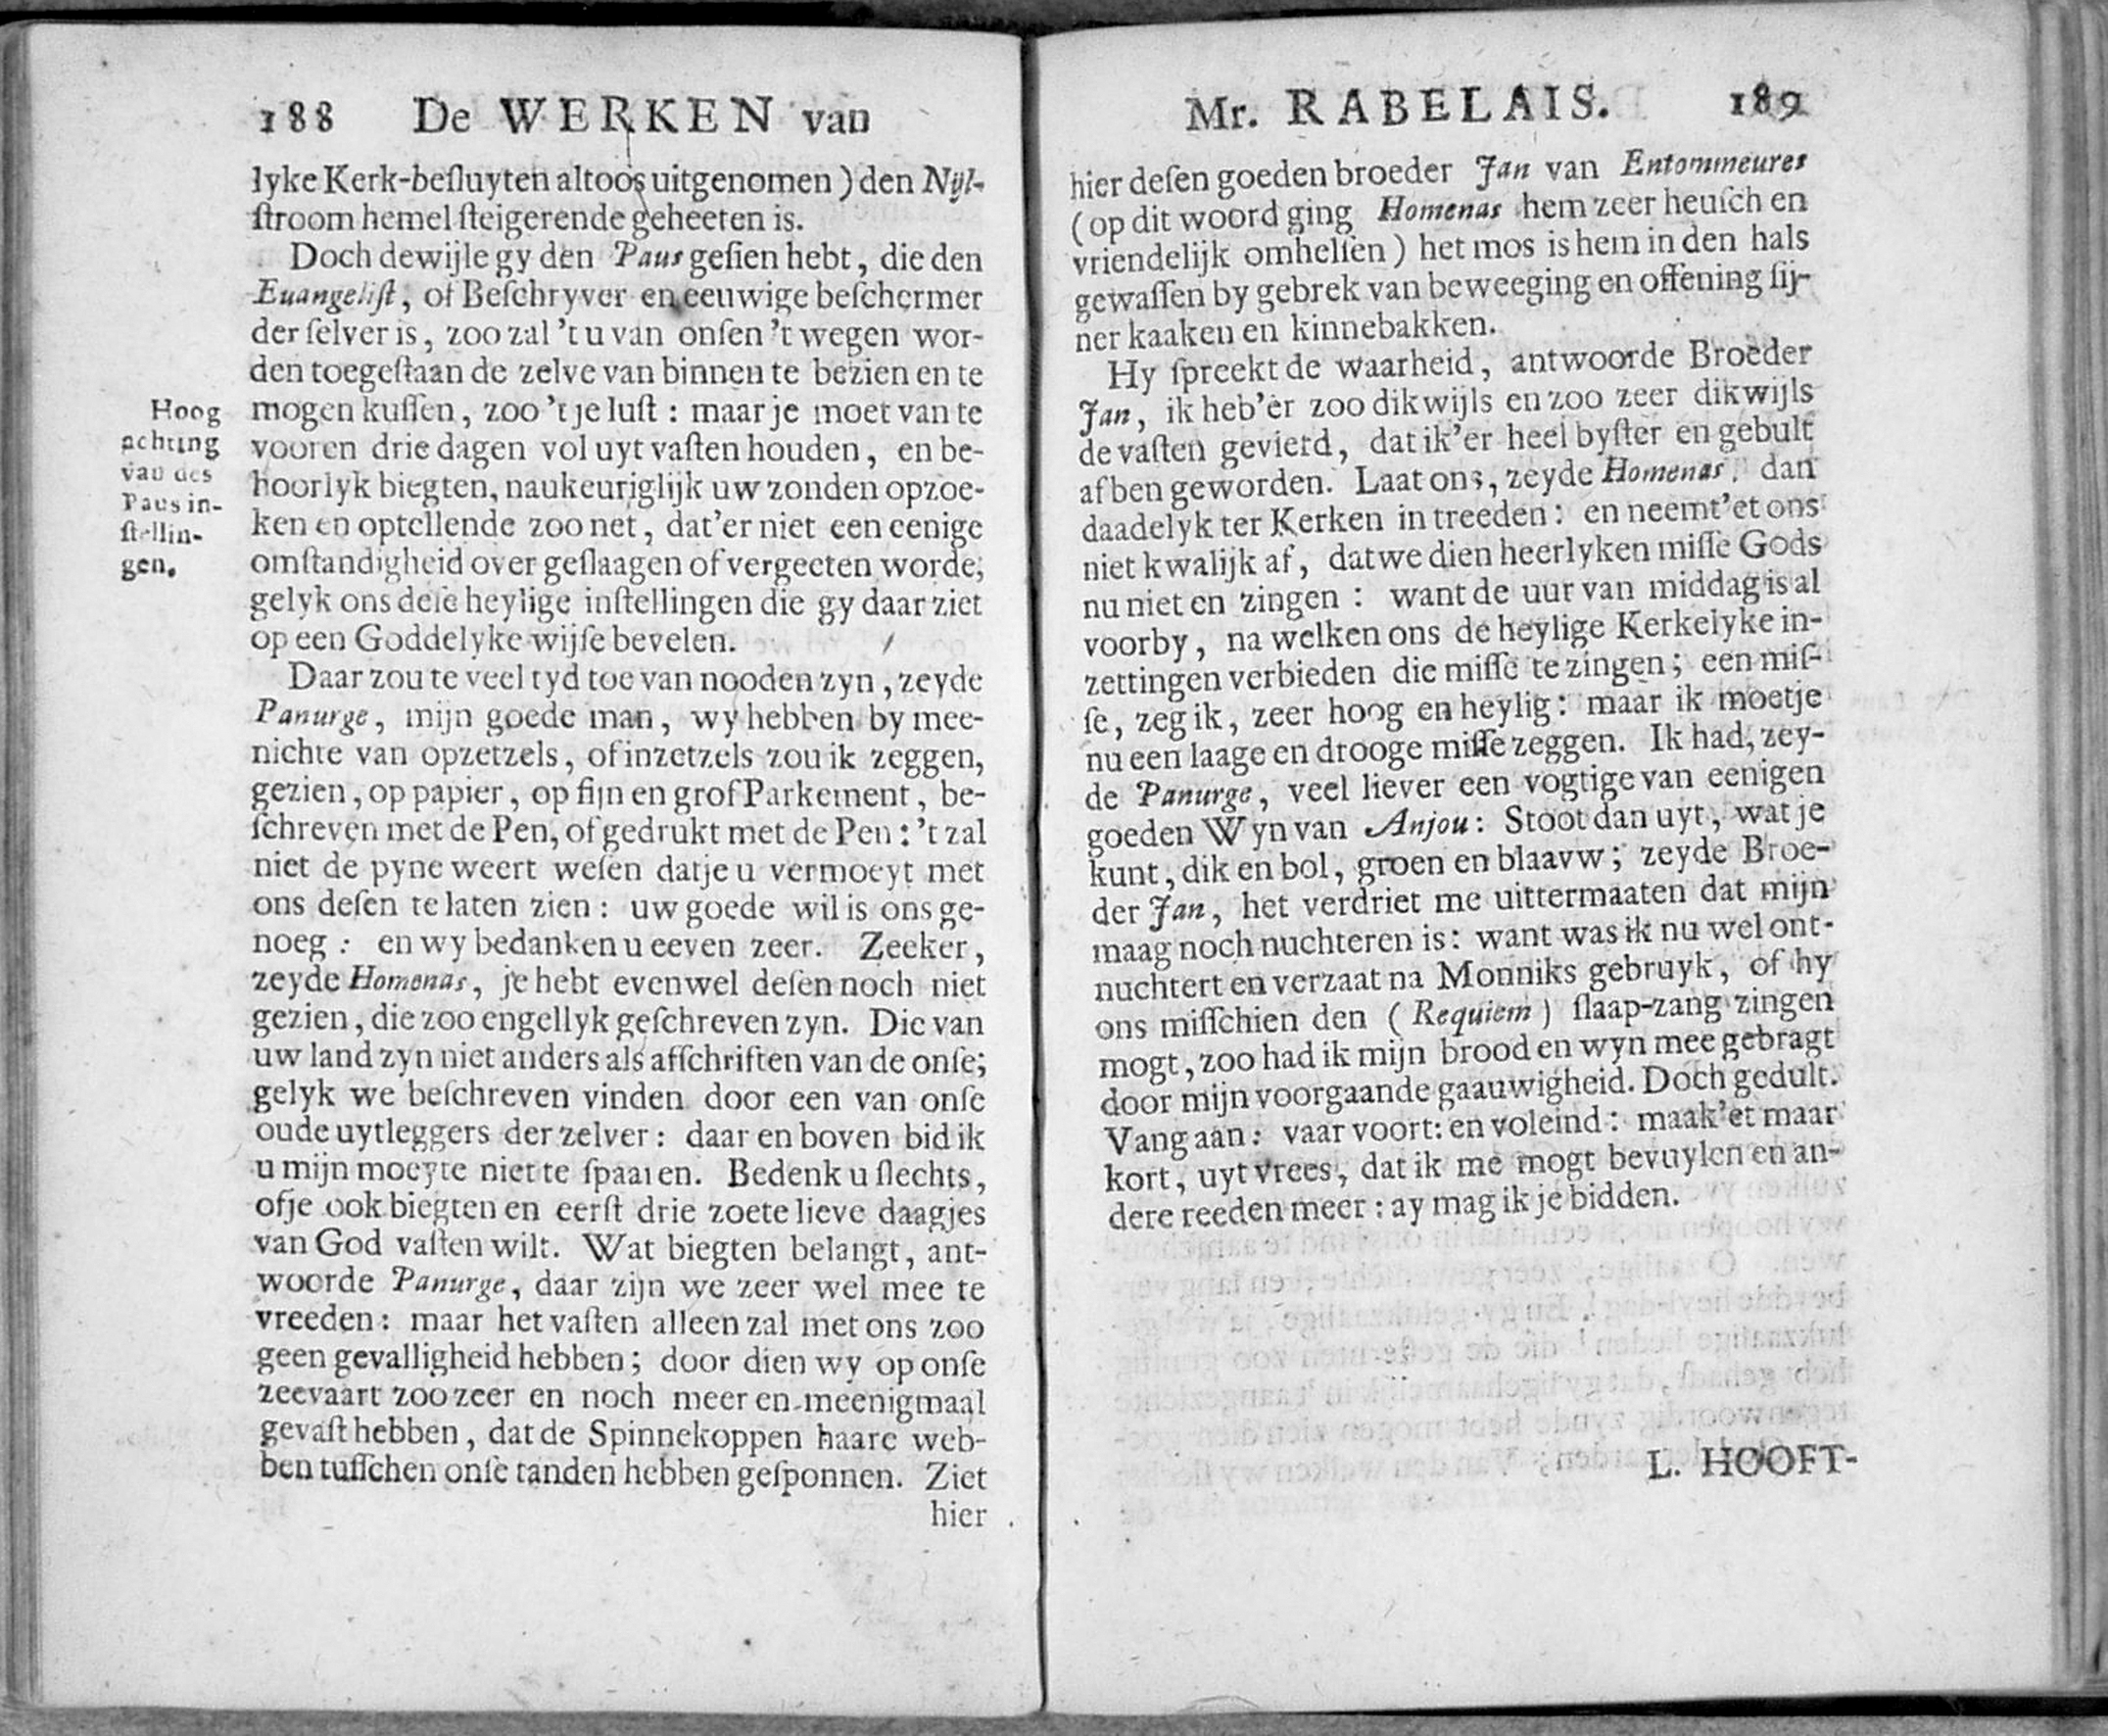 188 De WERKEN van
lyke Kerk-beſluyten altoos uitgenomen) den Nyl-
ſtroom hemel ſteigerende geheeten is.
Doch dewijle gy den Paus geſien hebt, die den
Euangeliſt, of Beſchryver en eeuwige beſchermer
der ſelver is, zoo zal 't u van onſen 't wegen wor-
den toegeſtaan de zelve van binnen te bezien en te
mogen kuſſen, zoo 't je luſt: maar je moet van te
vooren drie dagen vol uyt vaſten houden, en be-
hoorlyk biegten, naukeuriglijk uw zonden opzoe-
ken en optellende zoo net, dat'er niet een eenige
omſtandigheid over geſlaagen of vergeeten worde;
gelyk ons deſe heylige inſtellingen die gy daar ziet
op een Goddelyke wijſe bevelen.
Hoog
achting
van des
Paus in-
ſtellin-
gen.
Daar zou te veel tyd toe van nooden zyn, zeyde
Panurge, mijn goede man, wy hebben by mee-
nichte van opzetzels, of inzetzels zou ik zeggen,
gezien, op papier, op fijn en grof Parkement, be-
ſchreven met de Pen, of gedrukt met de Pen: 't zal
niet de pyne weert weſen datje u vermoeyt met
ons deſen te laten zien: uw goede wil is ons ge-
noeg: en wy bedanken u eeven zeer. Zeeker,
zeyde Homenas, je hebt evenwel deſen noch niet
gezien, die zoo engellyk geſchreven zyn. Die van
uw land zyn niet anders als afſchriften van de onſe;
gelyk we beſchreven vinden door een van onſe
oude uytleggers der zelver: daar en boven bid ik
u mijn moeyte niet te ſpaaren. Bedenk u ſlechts,
ofje ook biegten en eerſt drie zoete lieve daagjes
van God vaſten wilt. Wat biegten belangt, ant-
woorde Panurge, daar zijn we zeer wel mee te
vreeden: maar het vaſten alleen zal met ons zoo
geen gevalligheid hebben; door dien wy op onſe
zeevaart zoo zeer en noch meer en meenigmaal
gevaſt hebben, dat de Spinnekoppen haare web-
ben tuſſchen onſe tanden hebben geſponnen. Ziet
hier
Mr. RABELAIS. 189
hier deſen goeden broeder Jan van Entommeures
(op dit woord ging Homenas hem zeer heuſch en
vriendelijk omhelſen) het mos is hem in den hals
gewaſſen by gebrek van beweeging en offening ſij-
ner kaaken en kinnebakken.
Hy ſpreekt de waarheid, antwoorde Broeder
Jan, ik heb'er zoo dikwijls en zoo zeer dikwijls
de vaſten gevierd, dat ik'er heel byſter en gebult
af ben geworden. Laat ons, zeyde Homenas, dan
daadelyk ter Kerken in treeden: en neemt'et ons
niet kwalijk af, dat we dien heerlyken miſſe Gods
nu niet en zingen: want de uur van middag is al
voorby, na welken ons de heylige Kerkelyke in-
zettingen verbieden die miſſe te zingen; een miſ-
ſe, zeg ik, zeer hoog en heylig: maar ik moetje
nu een laage en drooge miſſe zeggen. Ik had, zey-
de Panurge, veel liever een vogtige van eenigen
goeden Wyn van Anjou: Stoot dan uyt, wat je
kunt, dik en bol, groen en blaavw; zeyde Broe-
der Jan, het verdriet me uittermaaten dat mijn
maag noch nuchteren is: want was ik nu wel ont-
nuchtert en verzaat na Monniks gebruyk, of hy
ons miſſchien den (Requiem) ſlaap-zang zingen
mogt, zoo had ik mijn brood en wyn mee gebragt
door mijn voorgaande gaauwigheid. Doch gedult.
Vang aan: vaar voort: en voleind: maak'et maar
kort, uyt vrees, dat ik me mogt bevuylen en an-
dere reeden meer: ay mag ik je bidden.
L. HOOFT-